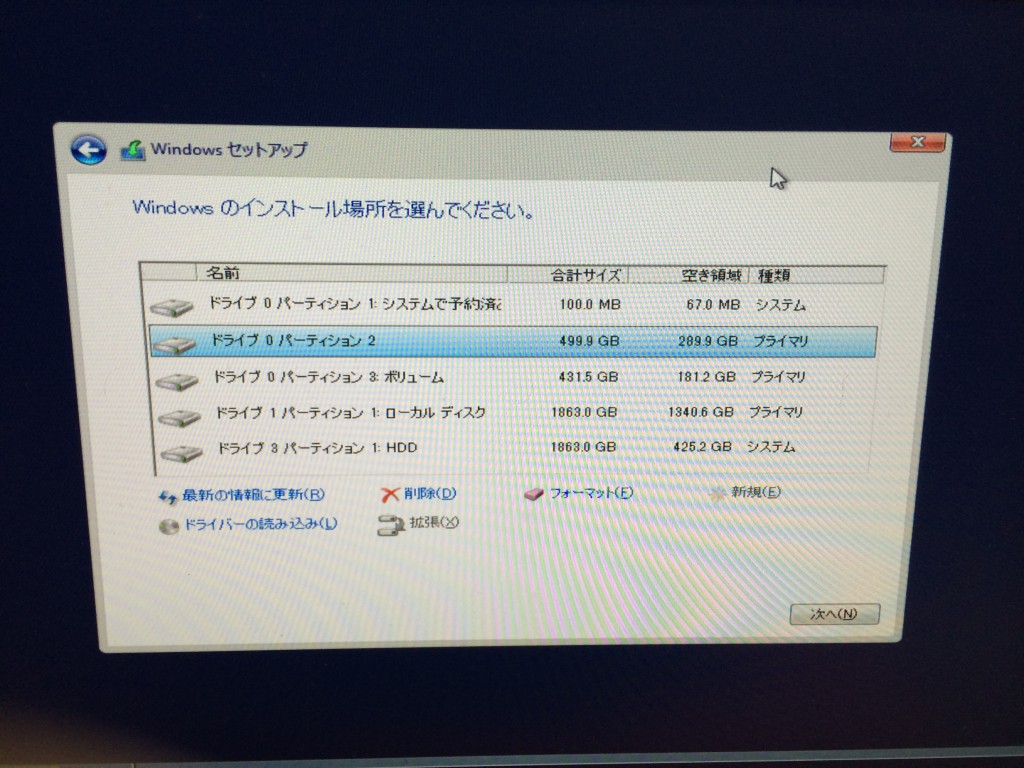 Windows セットアップ
Windows のインストール場所を選んでください。
名前 合計サイズ 空き領域 種類
ドライブ 0 パーティション 1: システムで予約済 100.0 MB 67.0 MB システム
ドライブ 0 パーティション 2 499.9 GB 289.9 GB プライマリ
ドライブ 0 パーティション 3: ボリューム 431.5 GB 181.2 GB プライマリ
ドライブ 1 パーティション 1: ローカル ディスク 1863.0 GB 1340.6 GB プライマリ
ドライブ 3 パーティション 1: HDD 1863.0 GB 425.2 GB システム
最新の情報に更新(R) 削除(D) フォーマット(F) 新規(E)
ドライバーの読み込み(L) 拡張(X)
次へ(N)